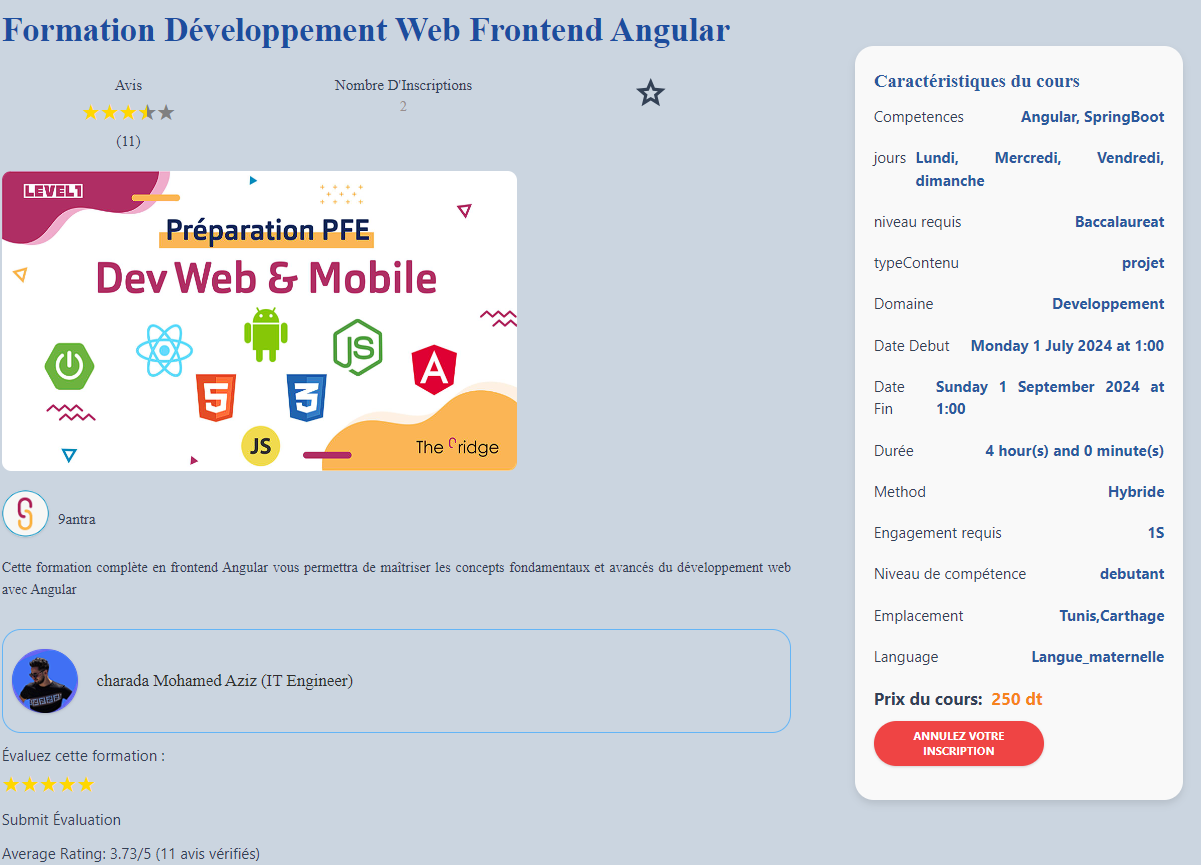 Formation Développement Web Frontend Angular
Avis
(11)
Nombre D'Inscriptions
2
LEVEL1
Préparation PFE
Dev Web & Mobile
JS
5
3
A
JS
The Bridge
9antra
Cette formation complète en frontend Angular vous permettra de maîtriser les concepts fondamentaux et avancés du développement web
avec Angular
charada Mohamed Aziz (IT Engineer)
Évaluez cette formation :
Submit Évaluation
Average Rating: 3.73/5 (11 avis vérifiés)
Caractéristiques du cours
Competences Angular, SpringBoot
jours Lundi, Mercredi, Vendredi,
dimanche
niveau requis Baccalaureat
typeContenu projet
Domaine Developpement
Date Debut Monday 1 July 2024 at 1:00
Date Sunday 1 September 2024 at
Fin 1:00
Durée 4 hour(s) and 0 minute(s)
Method Hybride
Engagement requis 1S
Niveau de compétence debutant
Emplacement Tunis,Carthage
Language Langue_maternelle
Prix du cours: 250 dt
ANNULEZ VOTRE
INSCRIPTION